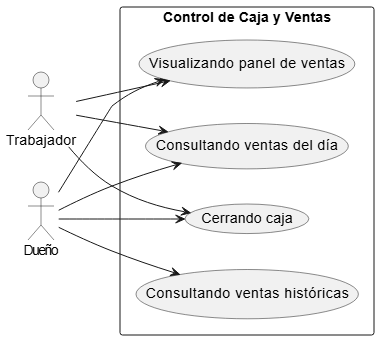 Control de Caja y Ventas
Visualizando panel de ventas
Trabajador
Consultando ventas del día
Cerrando caja
Dueño
Consultando ventas históricas